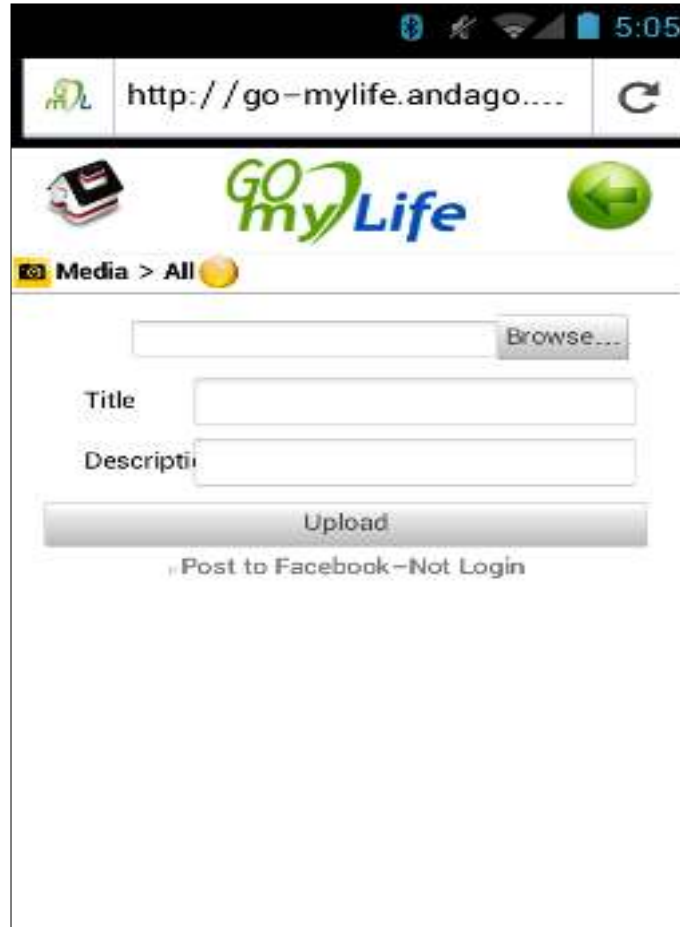 5:05
http://go-mylife.andago....
GO
my Life
Media > All
Browse...
Title
Descripti
Upload
Post to Facebook-Not Login